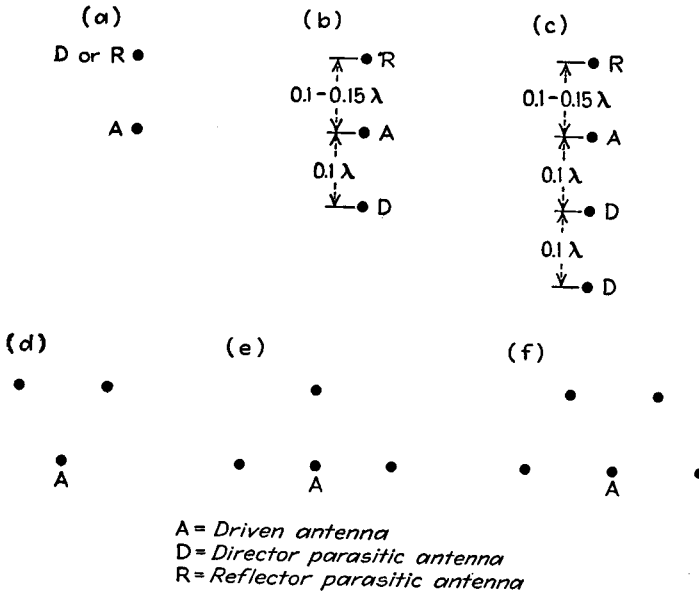 (a)
D or R
A
(b)
R
0.1-0.15 λ
A
0.1 λ
D
(c)
R
0.1-0.15 λ
A
0.1 λ
D
0.1 λ
D
(d)
A
(e)
A
(f)
A
A = Driven antenna
D = Director parasitic antenna
R = Reflector parasitic antenna